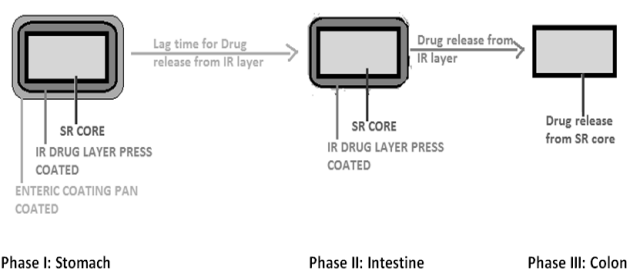 Lag time for Drug
release from IR layer
Drug release from
IR layer
SR CORE
IR DRUG LAYER PRESS
COATED
ENTERIC COATING PAN
COATED
SR CORE
IR DRUG LAYER PRESS
COATED
Drug release
from SR core
Phase I: Stomach
Phase II: Intestine
Phase III: Colon